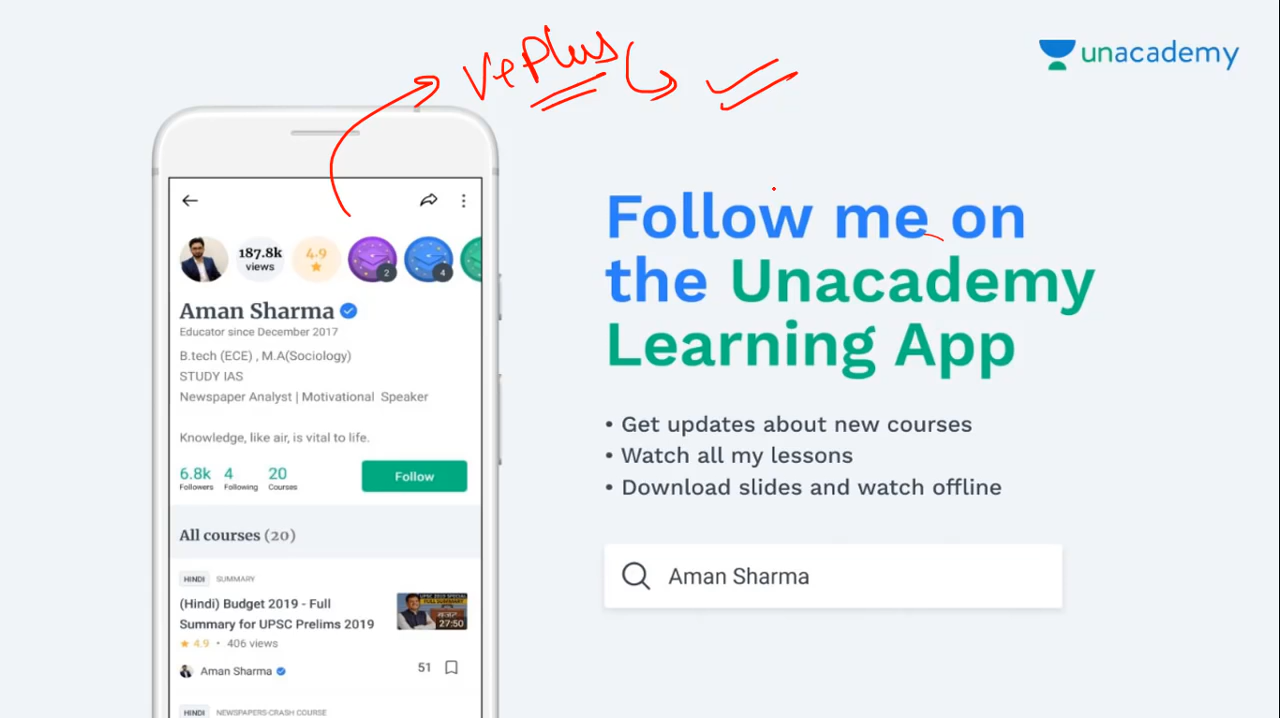 Ve Plus
unacademy
187.8k
views
4.9
2
4
Aman Sharma
Educator since December 2017
B.tech (ECE) , M.A(Sociology)
STUDY IAS
Newspaper Analyst | Motivational Speaker
Knowledge, like air, is vital to life.
6.8k 4 20
Followers Following Courses
Follow
All courses (20)
HINDI SUMMARY
(Hindi) Budget 2019 - Full
Summary for UPSC Prelims 2019
27:50
★ 4.9 • 406 views
Aman Sharma
51
HINDI NEWSPAPERS-CRASH COURSE
Follow me on
the Unacademy
Learning App
• Get updates about new courses
• Watch all my lessons
• Download slides and watch offline
Aman Sharma